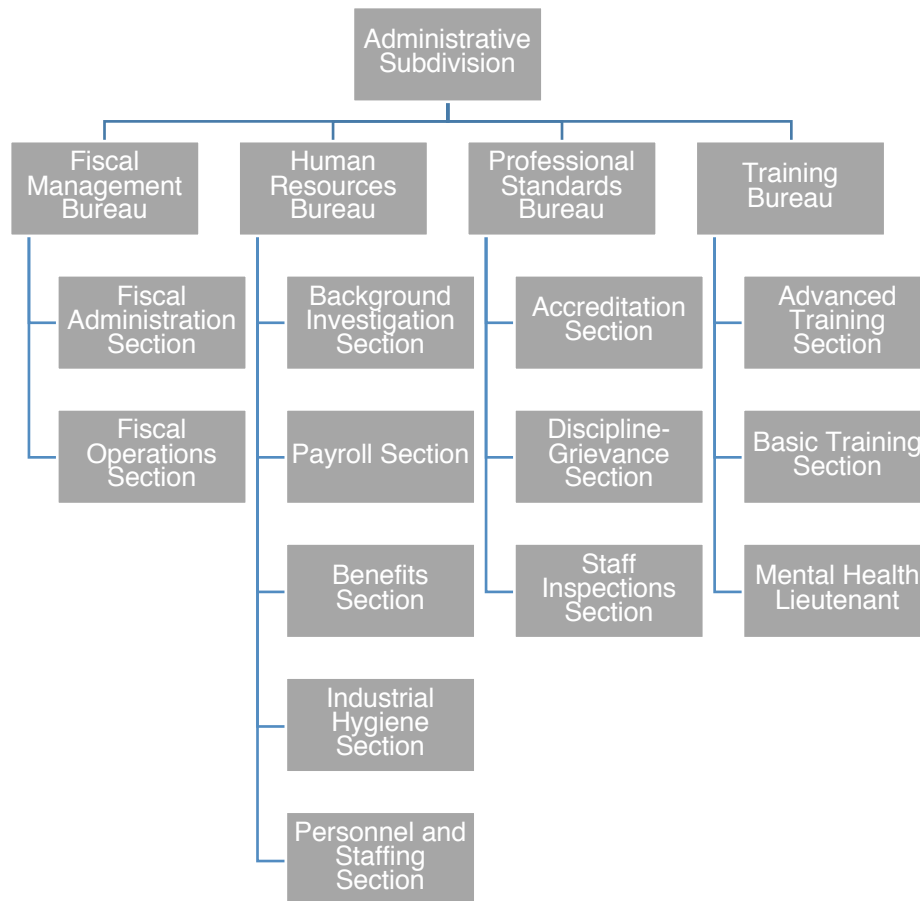 Administrative
Subdivision
Fiscal
Management
Bureau
Human
Resources
Bureau
Professional
Standards
Bureau
Training
Bureau
Fiscal
Administration
Section
Background
Investigation
Section
Accreditation
Section
Advanced
Training
Section
Fiscal
Operations
Section
Payroll Section
Discipline-
Grievance
Section
Basic Training
Section
Benefits
Section
Staff
Inspections
Section
Mental Health
Lieutenant
Industrial
Hygiene
Section
Personnel and
Staffing
Section